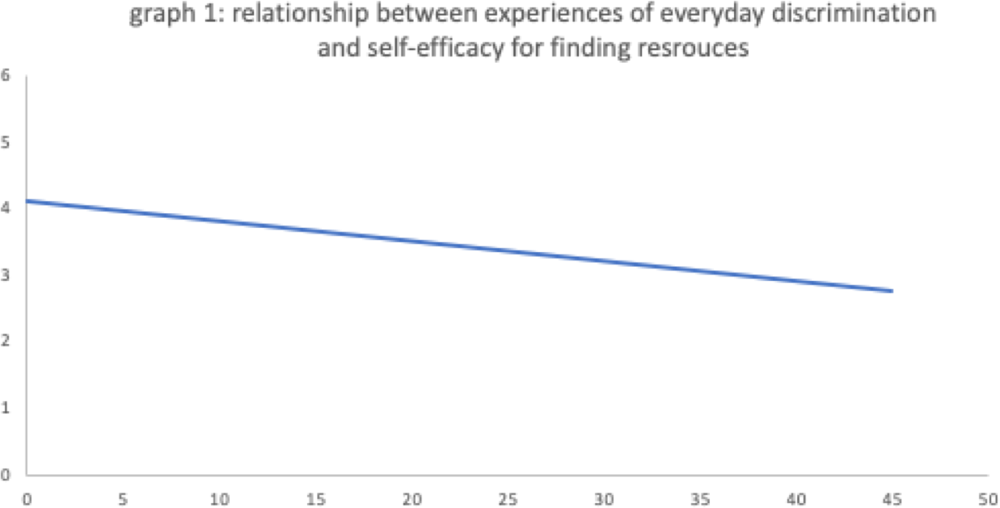 graph 1: relationship between experiences of everyday discrimination
and self-efficacy for finding resrouces
6
5
4
3
2
1
0
0 5 10 15 20 25 30 35 40 45 50